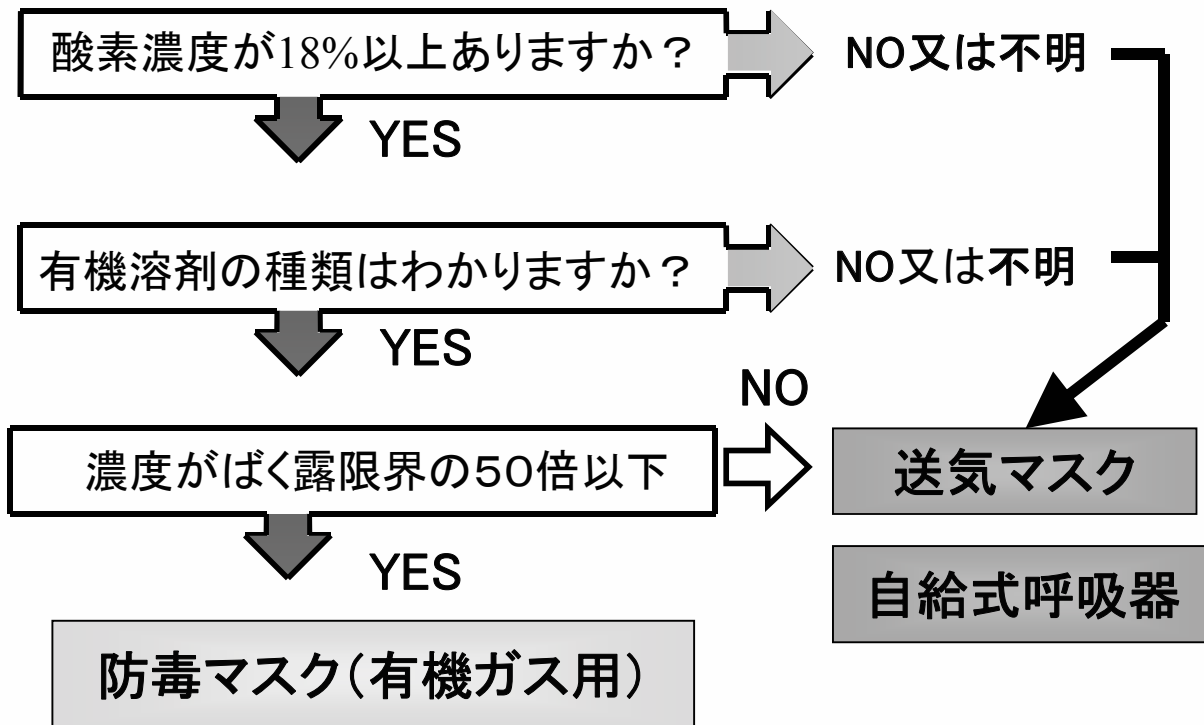 酸素濃度が18%以上ありますか？
NO又は不明
YES
有機溶剤の種類はわかりますか？
NO又は不明
YES
NO
濃度がばく露限界の５０倍以下
送気マスク
YES
自給式呼吸器
防毒マスク（有機ガス用）